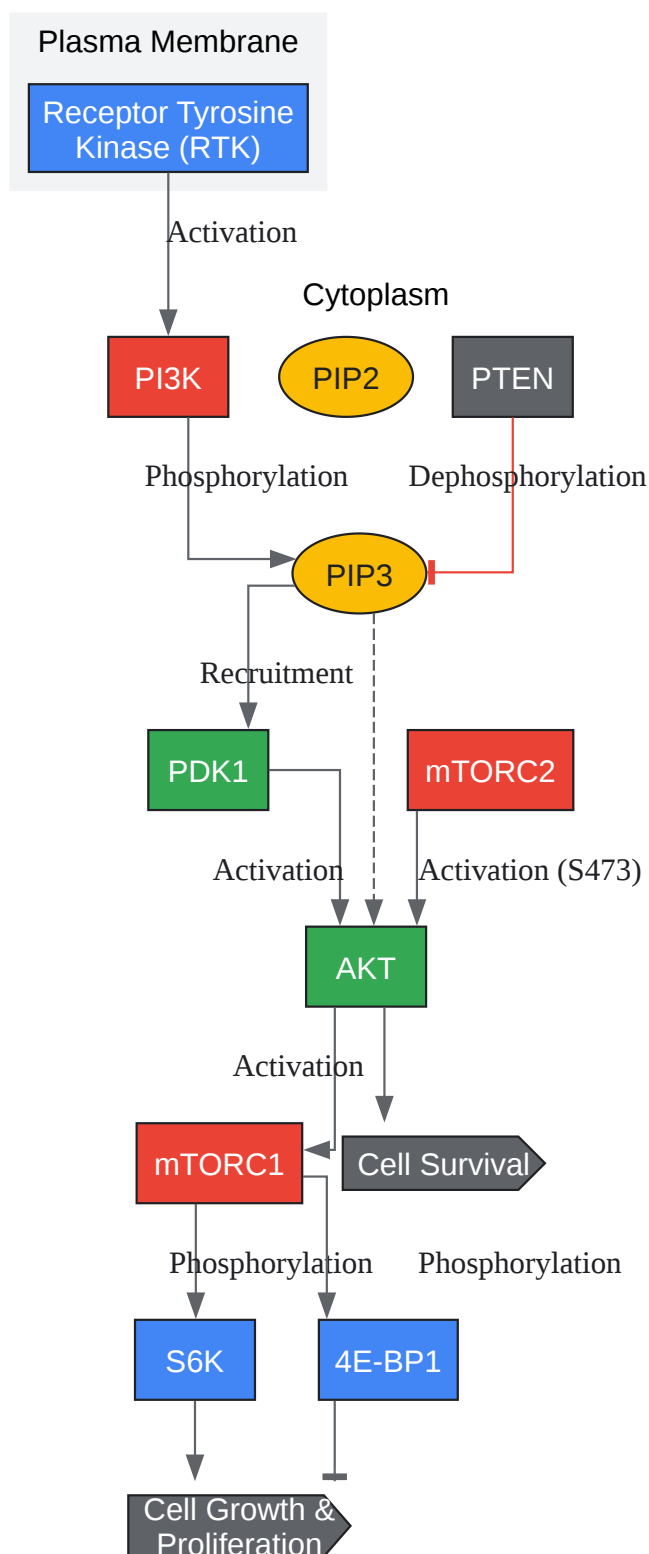 Plasma Membrane
Receptor Tyrosine
Kinase (RTK)
Activation
Cytoplasm
PI3K
PIP2
PTEN
Phosphorylation
Dephosphorylation
PIP3
Recruitment
PDK1
mTORC2
Activation
Activation (S473)
AKT
Activation
mTORC1
Cell Survival
Phosphorylation
Phosphorylation
S6K
4E-BP1
Cell Growth &
Proliferation